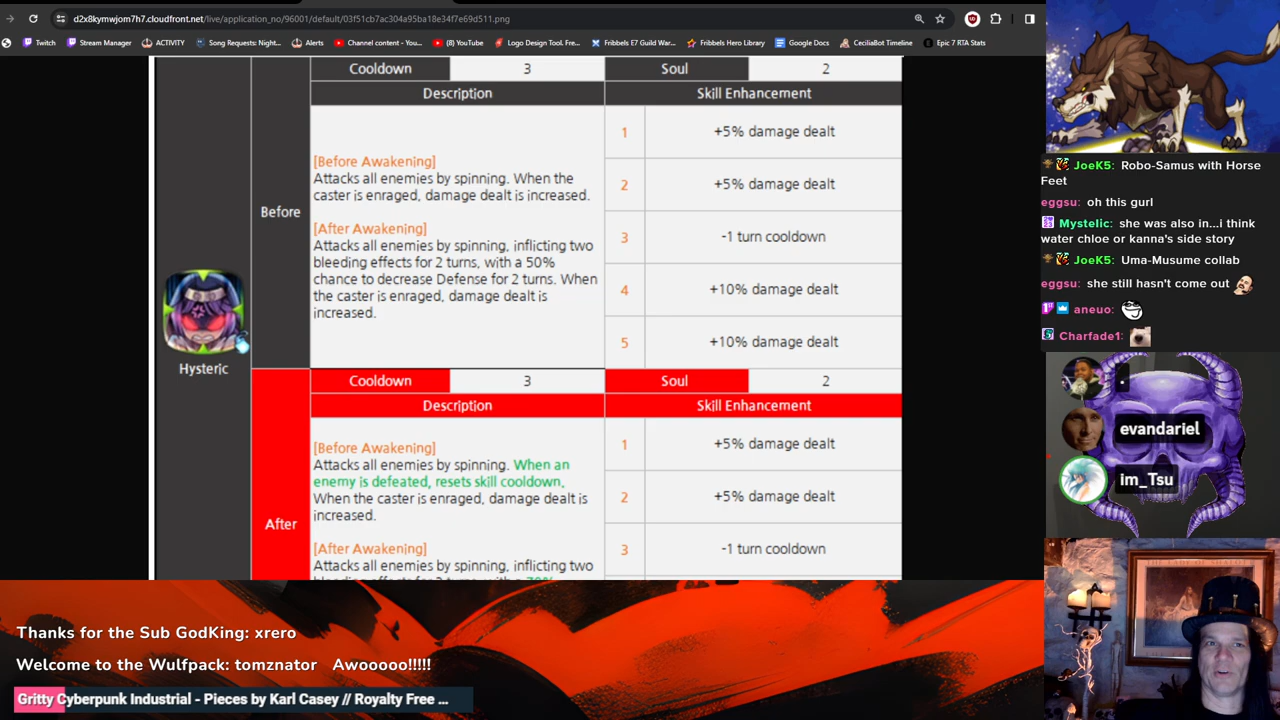 d2x8kymwjom7h7.cloudfront.net/live/application_no/96001/default/03f51cb7ac304a95ba18e34f7e69d511.png
Twitch
Stream Manager
ACTIVITY
Song Requests: Night...
Alerts
Channel content - You...
(8) YouTube
Logo Design Tool. Fre...
Fribbels E7 Guild War...
Fribbels Hero Library
Google Docs
CeciliaBot Timeline
Epic 7 RTA Stats
Cooldown 3 Soul 2
Description Skill Enhancement
Hysteric
Before
[Before Awakening]
Attacks all enemies by spinning. When the
caster is enraged, damage dealt is increased.
[After Awakening]
Attacks all enemies by spinning, inflicting two
bleeding effects for 2 turns, with a 50%
chance to decrease Defense for 2 turns. When
the caster is enraged, damage dealt is
increased.
1 +5% damage dealt
2 +5% damage dealt
3 -1 turn cooldown
4 +10% damage dealt
5 +10% damage dealt
Cooldown 3 Soul 2
Description Skill Enhancement
After
[Before Awakening]
Attacks all enemies by spinning. When an
enemy is defeated, resets skill cooldown.
When the caster is enraged, damage dealt is
increased.
[After Awakening]
Attacks all enemies by spinning, inflicting two
1 +5% damage dealt
2 +5% damage dealt
3 -1 turn cooldown
JoeK5: Robo-Samus with Horse
Feet
eggsu: oh this gurl
Mystelic: she was also in...i think
water chloe or kanna's side story
JoeK5: Uma-Musume collab
eggsu: she still hasn't come out
aneuo:
Charfade1:
.
evandariel
im_Tsu
Thanks for the Sub GodKing: xrero
Welcome to the Wulfpack: tomznator Awooooo!!!!!
Gritty Cyberpunk Industrial - Pieces by Karl Casey // Royalty Free ...